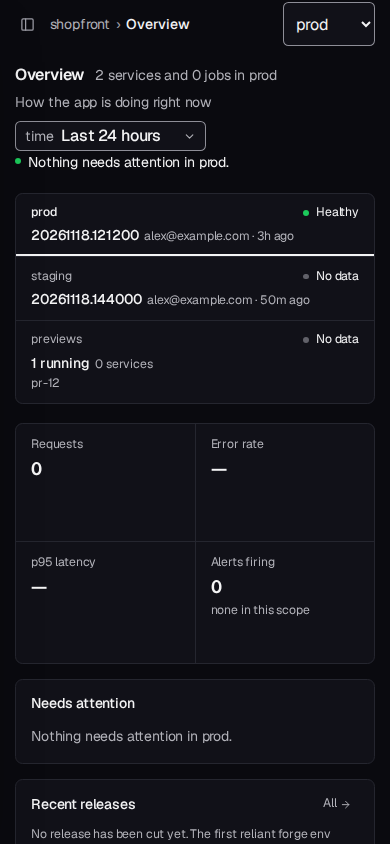 shopfront › Overview
prod
Overview 2 services and 0 jobs in prod
How the app is doing right now
time Last 24 hours
Nothing needs attention in prod.
prod Healthy
20261118.121200 alex@example.com · 3h ago
staging No data
20261118.144000 alex@example.com · 50m ago
previews No data
1 running 0 services
pr-12
Requests Error rate
0 —
p95 latency Alerts firing
— 0
none in this scope
Needs attention
Nothing needs attention in prod.
Recent releases All →
No release has been cut yet. The first reliant forge env